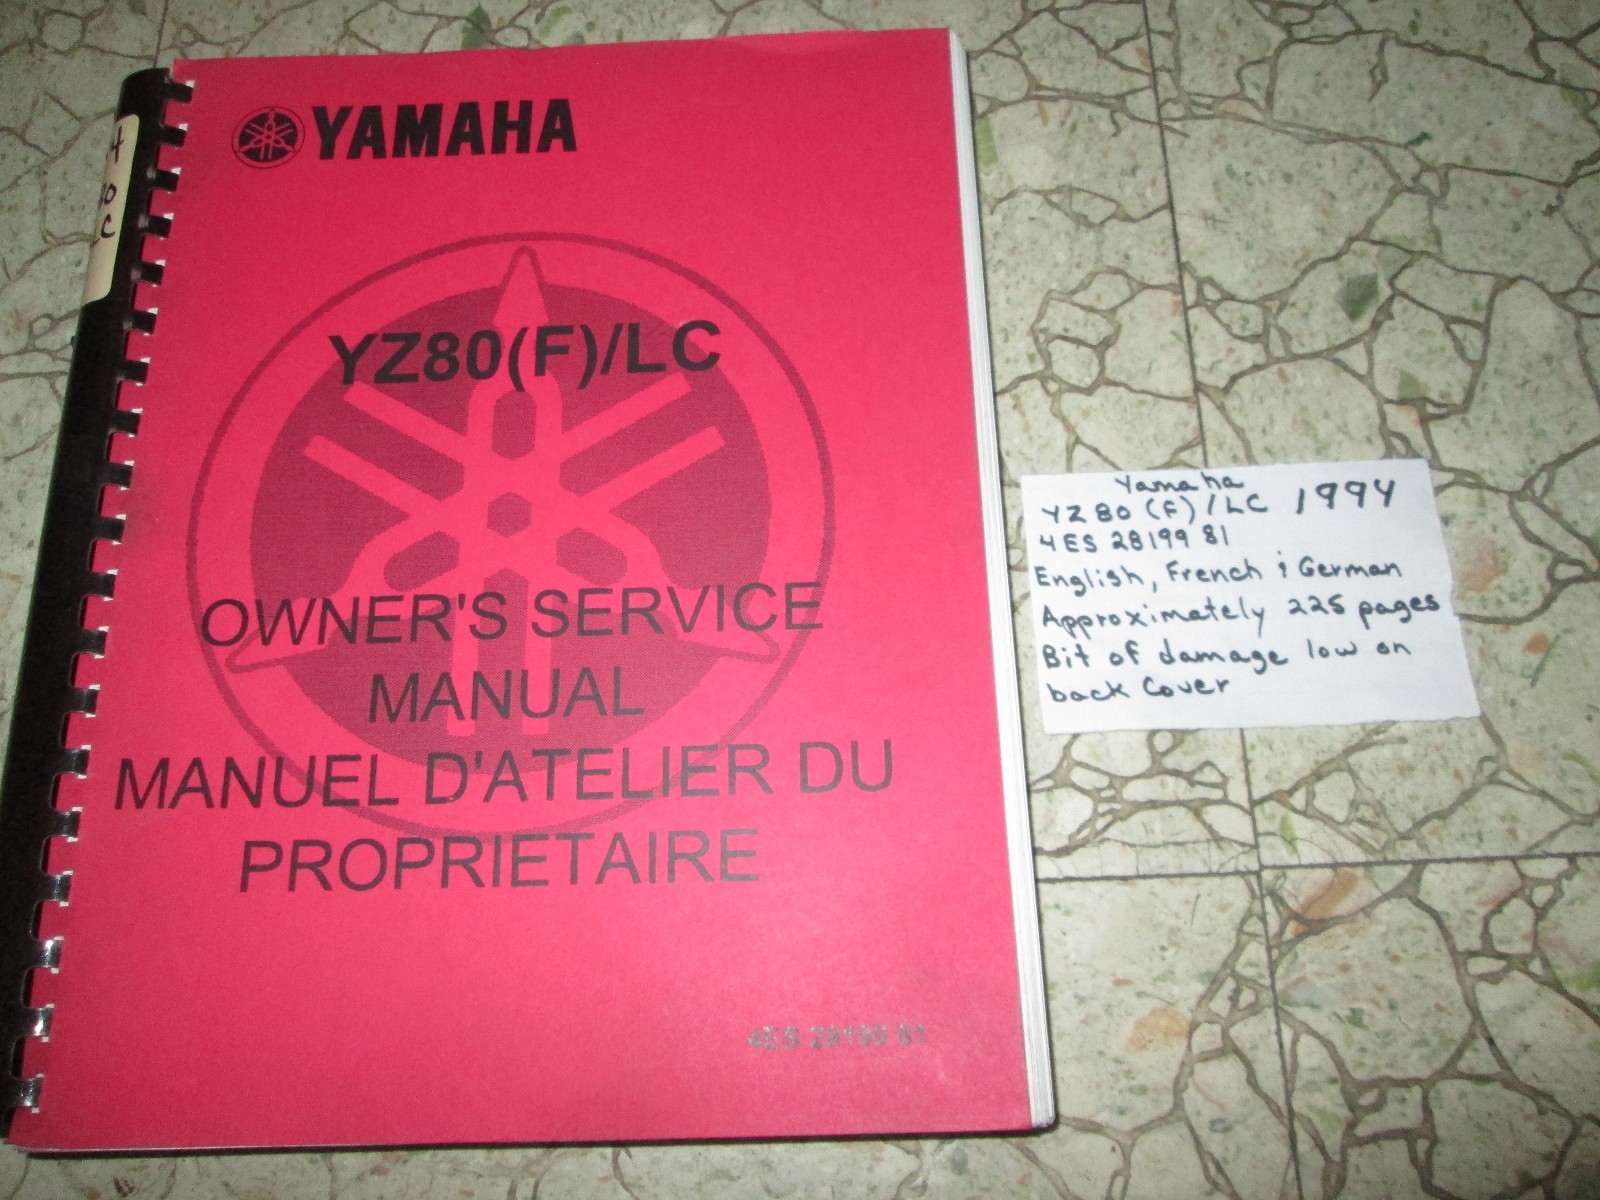 YAMAHA
YZ80(F)/LC
OWNER'S SERVICE
MANUAL
MANUEL D'ATELIER DU
PROPRIETAIRE
4ES 28199 81
Yamaha
YZ80 (F)/LC 1994
4ES 28199 81
English, French & German
Approximately 225 pages
Bit of damage low on
back Cover